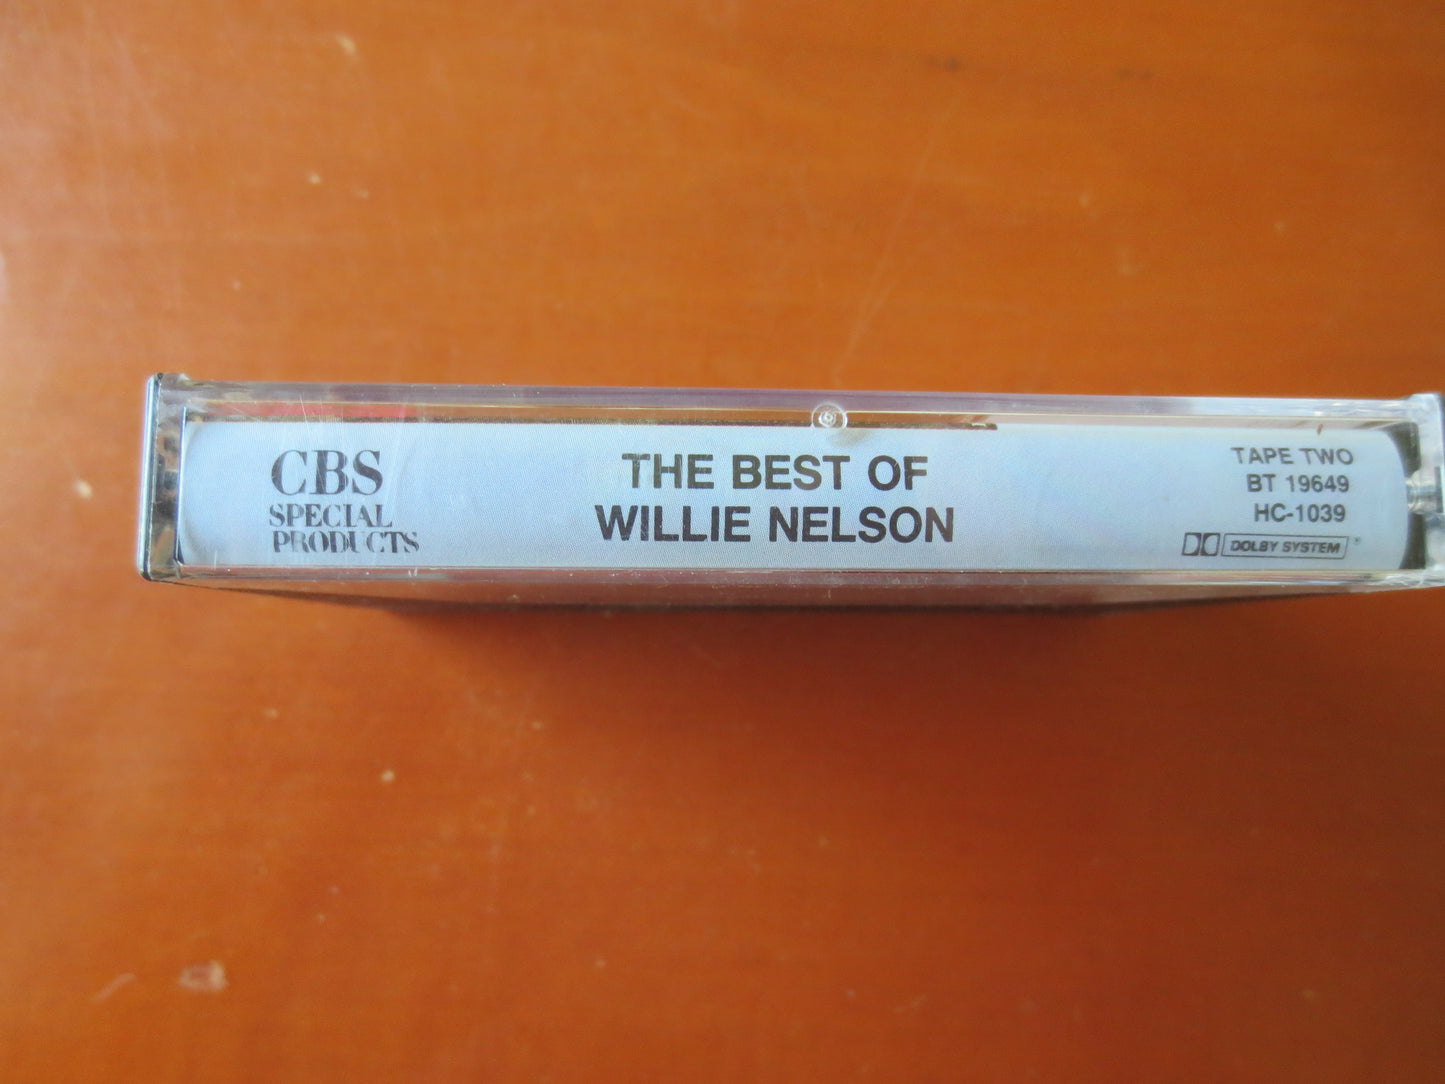 CBS
SPECIAL
PRODUCTS
THE BEST OF
WILLIE NELSON
TAPE TWO
BT 19649
HC-1039
DOLBY SYSTEM